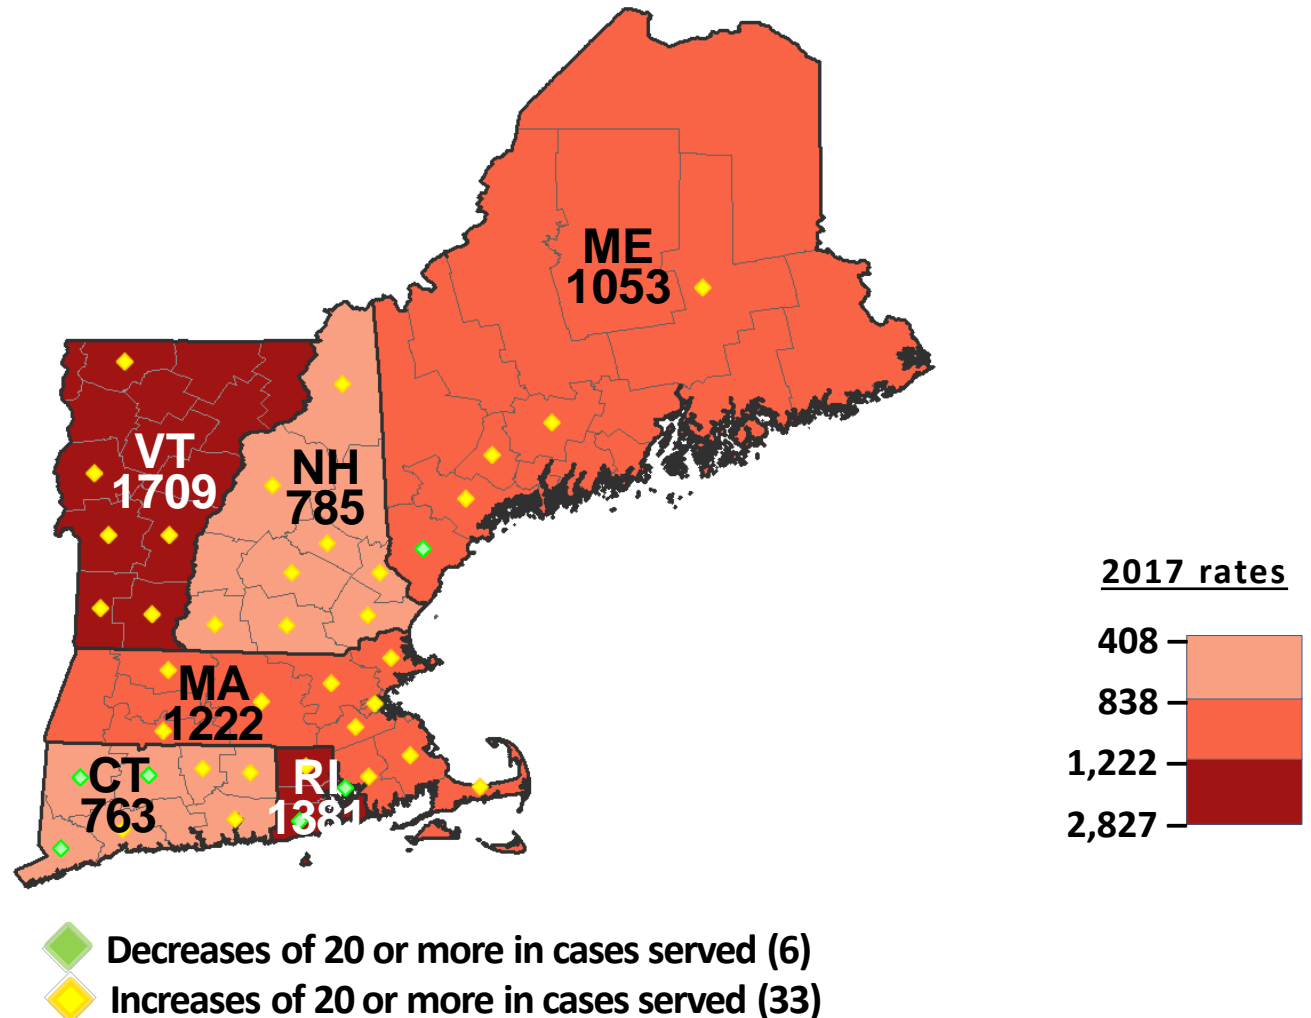 ME
1053
VT
1709
NH
785
MA
1222
CT
763
RI
1381
2017 rates
408
838
1,222
2,827
Decreases of 20 or more in cases served (6)
Increases of 20 or more in cases served (33)